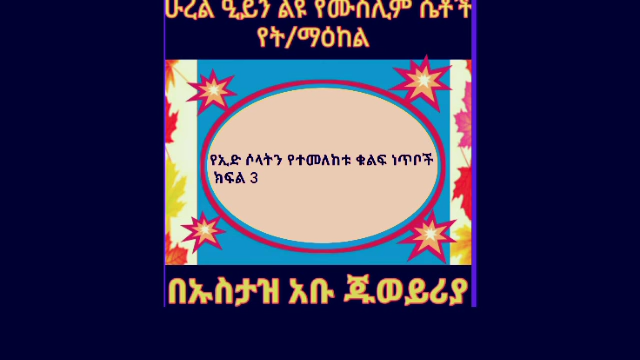 ሁረል ዒይን ልዩ የሙስሊም ሴቶች
የት/ማዕከል
የኢድ ሶላትን የተመለከቱ ቁልፍ ነጥቦች
ክፍል 3
በኡስታዝ አቡ ጁወይሪያ